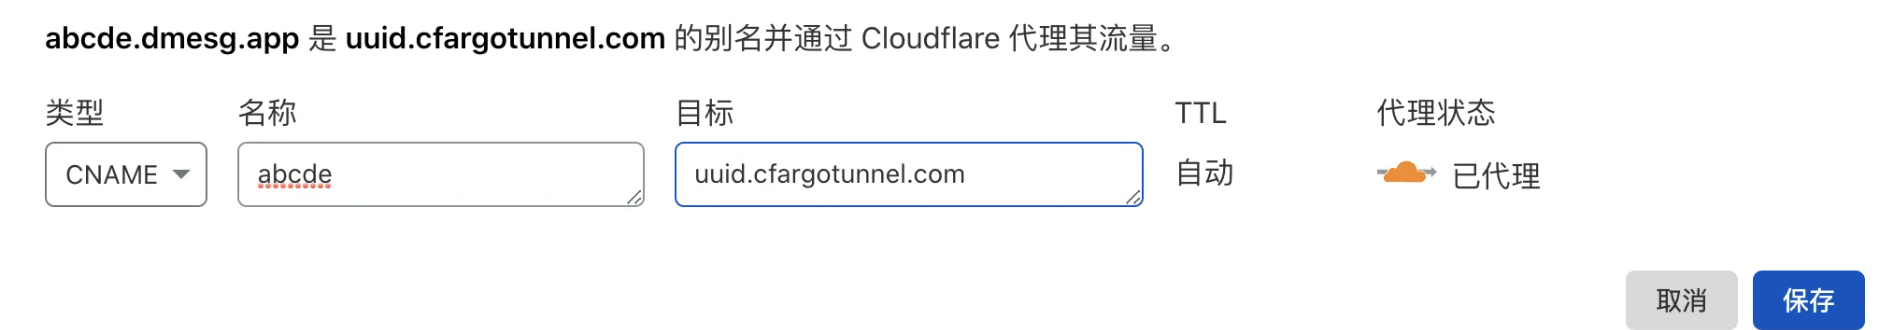 abcde.dmesg.app 是 uuid.cfargotunnel.com 的别名并通过 Cloudflare 代理其流量。
类型 名称 目标 TTL 代理状态
CNAME abcde uuid.cfargotunnel.com 自动 已代理
取消 保存